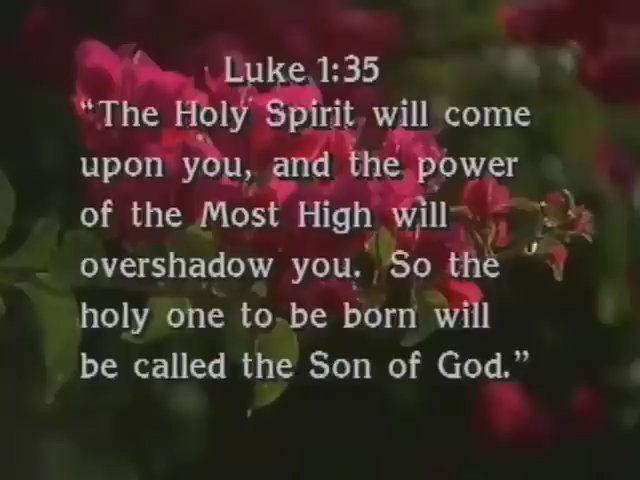 Luke 1:35
“The Holy Spirit will come
upon you, and the power
of the Most High will
overshadow you. So the
holy one to be born will
be called the Son of God.”